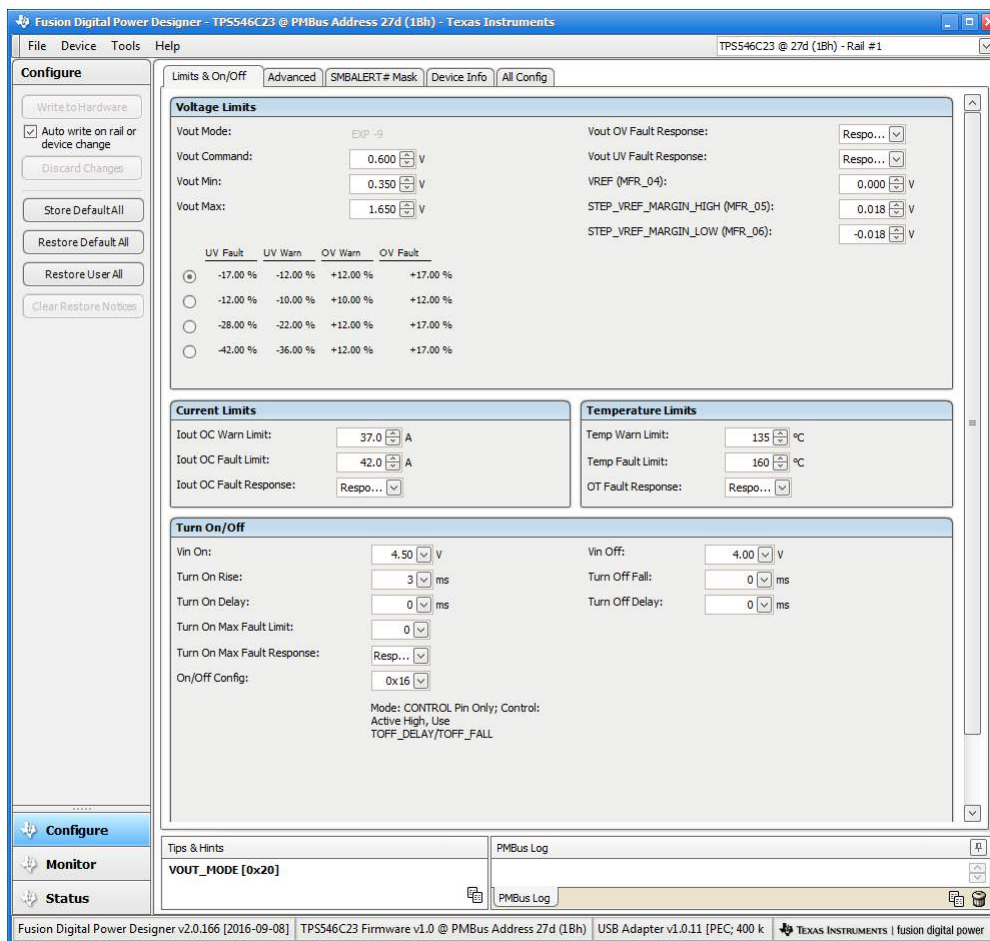 Fusion Digital Power Designer - TPS546C23 @ PMBus Address 27d (1Bh) - Texas Instruments
File Device Tools Help
TPS546C23 @ 27d (1Bh) - Rail #1
Configure
Write to Hardware
Auto write on rail or
device change
Discard Changes
Store Default All
Restore Default All
Restore User All
Clear Restore Notices
Limits & On/Off Advanced SMBALERT# Mask Device Info All Config
Voltage Limits
Vout Mode: EXP -9
Vout Command: 0.600 V
Vout Min: 0.350 V
Vout Max: 1.650 V
Vout OV Fault Response: Respo...
Vout UV Fault Response: Respo...
VREF (MFR_04): 0.000 V
STEP_VREF_MARGIN_HIGH (MFR_05): 0.018 V
STEP_VREF_MARGIN_LOW (MFR_06): -0.018 V
UV Fault UV Warn OV Warn OV Fault
-17.00 % -12.00 % +12.00 % +17.00 %
-12.00 % -10.00 % +10.00 % +12.00 %
-28.00 % -22.00 % +12.00 % +17.00 %
-42.00 % -36.00 % +12.00 % +17.00 %
Current Limits
Iout OC Warn Limit: 37.0 A
Iout OC Fault Limit: 42.0 A
Iout OC Fault Response: Respo...
Temperature Limits
Temp Warn Limit: 135 ºC
Temp Fault Limit: 160 ºC
OT Fault Response: Respo...
Turn On/Off
Vin On: 4.50 V
Turn On Rise: 3 ms
Turn On Delay: 0 ms
Turn On Max Fault Limit: 0
Turn On Max Fault Response: Resp...
On/Off Config: 0x16
Mode: CONTROL Pin Only; Control:
Active High, Use
TOFF_DELAY/TOFF_FALL
Vin Off: 4.00 V
Turn Off Fall: 0 ms
Turn Off Delay: 0 ms
Configure
Monitor
Status
Tips & Hints
VOUT_MODE [0x20]
PMBus Log
PMBus Log
Fusion Digital Power Designer v2.0.166 [2016-09-08] TPS546C23 Firmware v1.0 @ PMBus Address 27d (1Bh) USB Adapter v1.0.11 [PEC; 400 k TEXAS INSTRUMENTS | fusion digital power